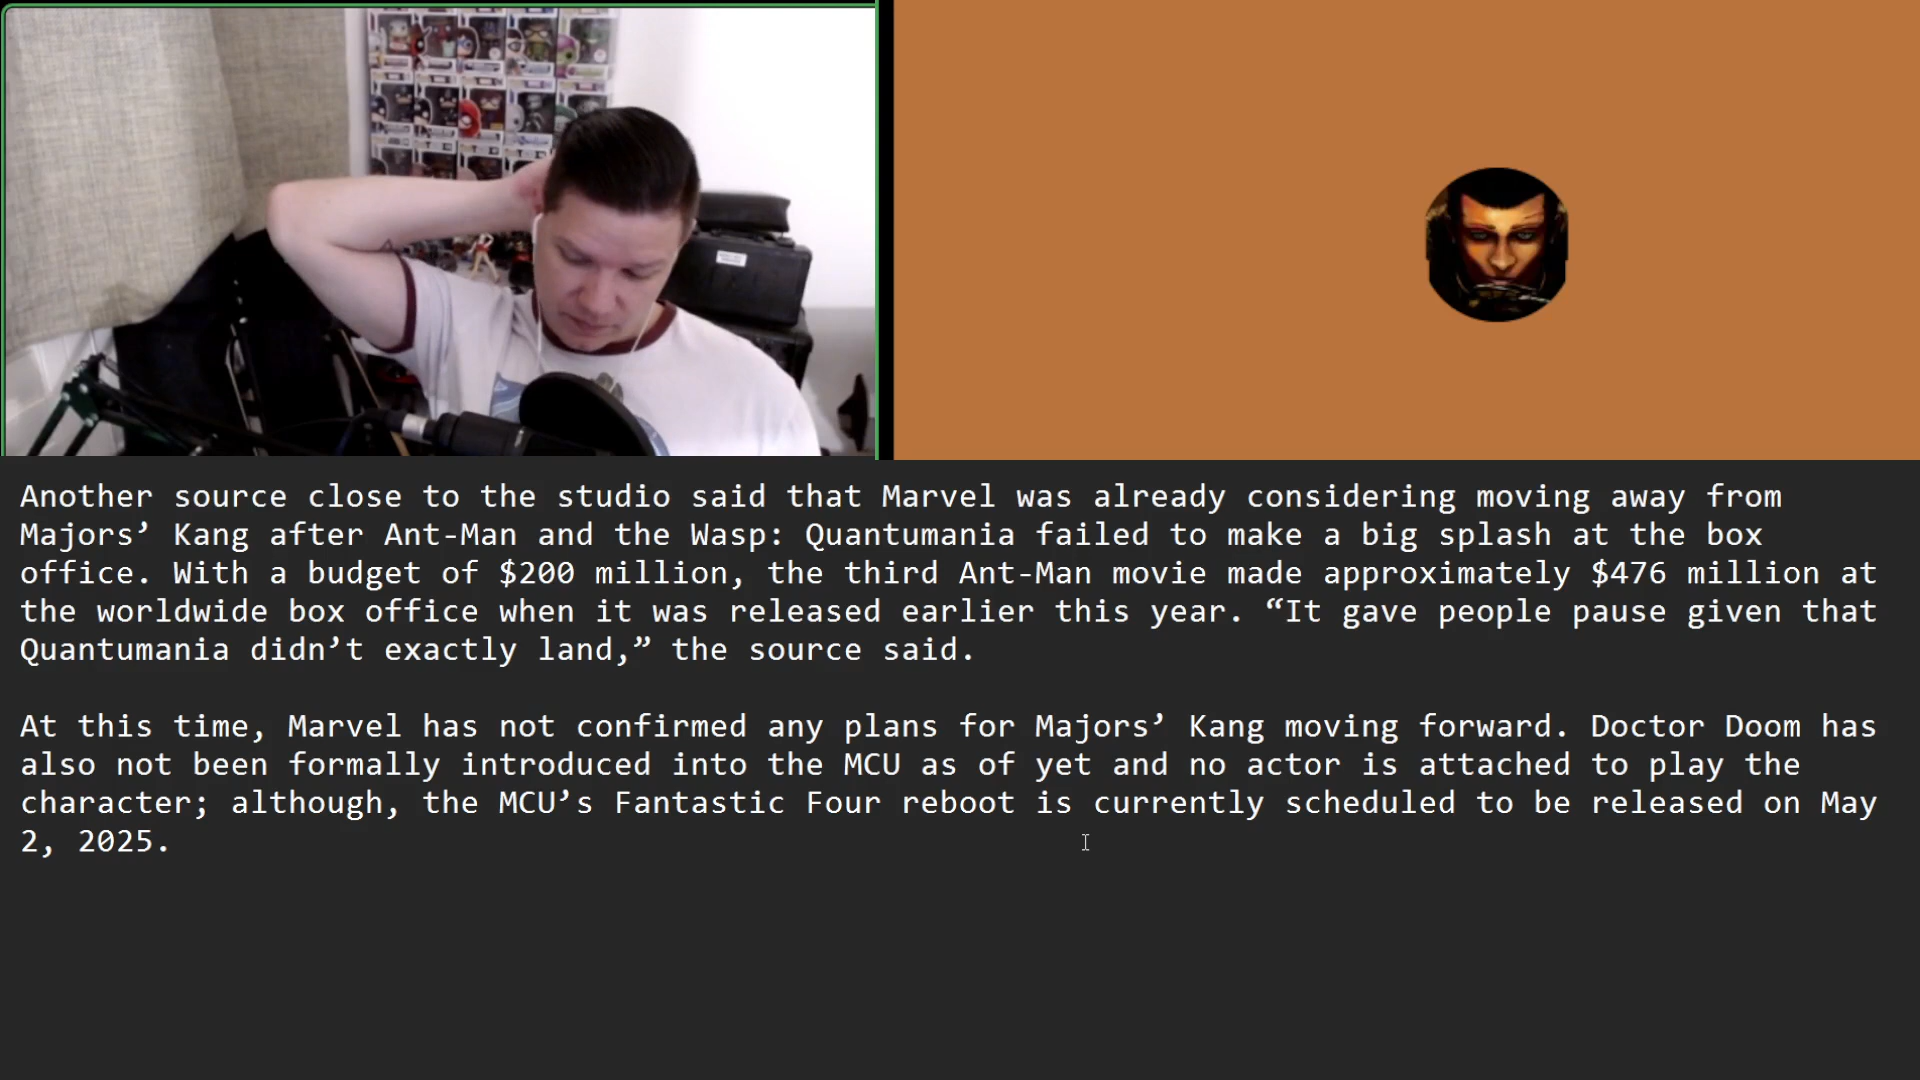 Another source close to the studio said that Marvel was already considering moving away from
Majors’ Kang after Ant-Man and the Wasp: Quantumania failed to make a big splash at the box
office. With a budget of $200 million, the third Ant-Man movie made approximately $476 million at
the worldwide box office when it was released earlier this year. “It gave people pause given that
Quantumania didn’t exactly land,” the source said.
At this time, Marvel has not confirmed any plans for Majors’ Kang moving forward. Doctor Doom has
also not been formally introduced into the MCU as of yet and no actor is attached to play the
character; although, the MCU’s Fantastic Four reboot is currently scheduled to be released on May
2, 2025.